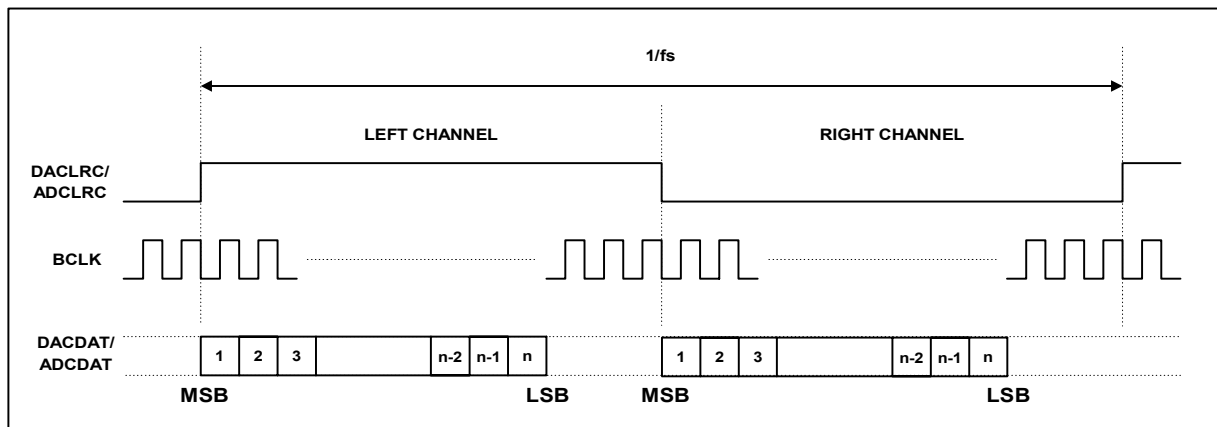 1/fs
LEFT CHANNEL
RIGHT CHANNEL
DACLRC/
ADCLRC
BCLK
DACDAT/
ADCDAT
1 2 3 n-2 n-1 n 1 2 3 n-2 n-1 n
MSB LSB MSB LSB